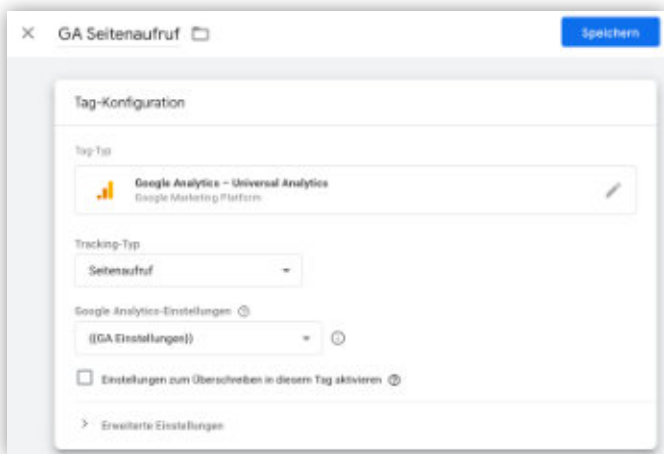 GA Seitenaufruf
Speichern
Tag-Konfiguration
Tag-Typ
Google Analytics – Universal Analytics
Google Marketing Platform
Tracking-Typ
Seitenaufruf
Google Analytics-Einstellungen
{{GA Einstellungen}}
Einstellungen zum Überschreiben in diesem Tag aktivieren
Erweiterte Einstellungen